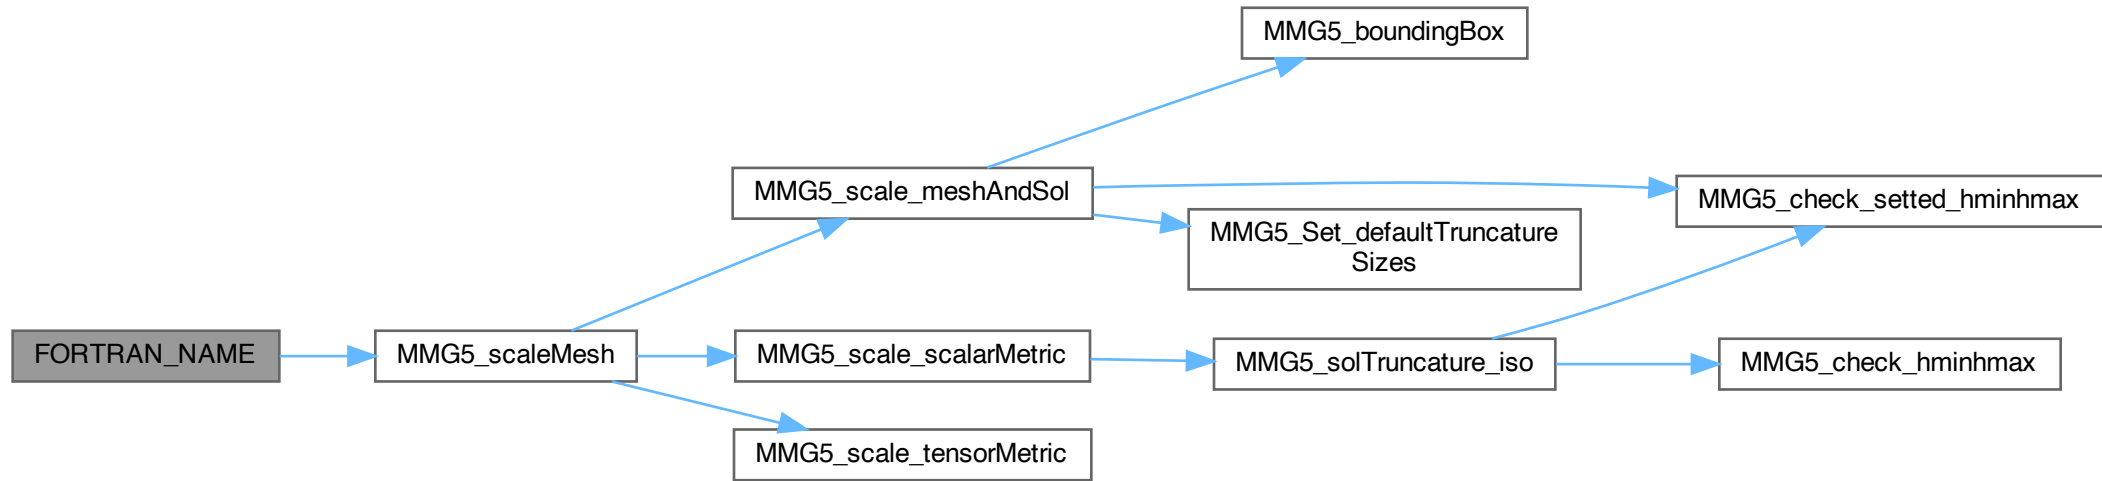 MMG5_boundingBox
MMG5_scale_meshAndSol
MMG5_check_setted_hminhmax
MMG5_Set_defaultTruncature
Sizes
FORTRAN_NAME
MMG5_scaleMesh
MMG5_scale_scalarMetric
MMG5_solTruncature_iso
MMG5_check_hminhmax
MMG5_scale_tensorMetric